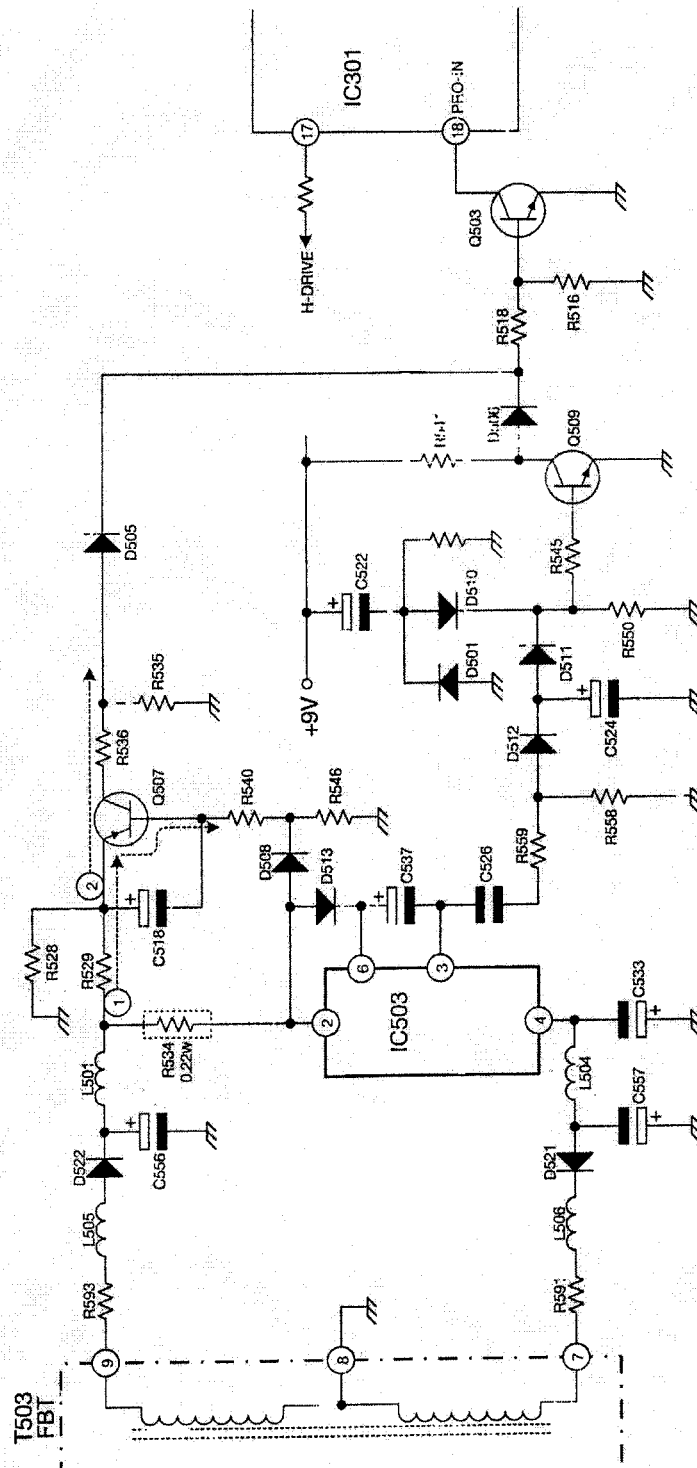 T503
FBT
9
8
7
R593
L505
D522
C556
L501
R534
0.22W
R529
R528
1
2
C518
Q507
R536
R535
D505
R540
R546
D508
D513
C537
C526
R559
R558
D512
C524
D511
R550
R545
D501
D510
C522
+9V
Q509
R518
R516
Q503
H-DRIVE
17
18
PRO-IN
IC301
IC503
2
6
3
4
L504
C533
C557
D521
L506
R591
+
+
+
+
+
+